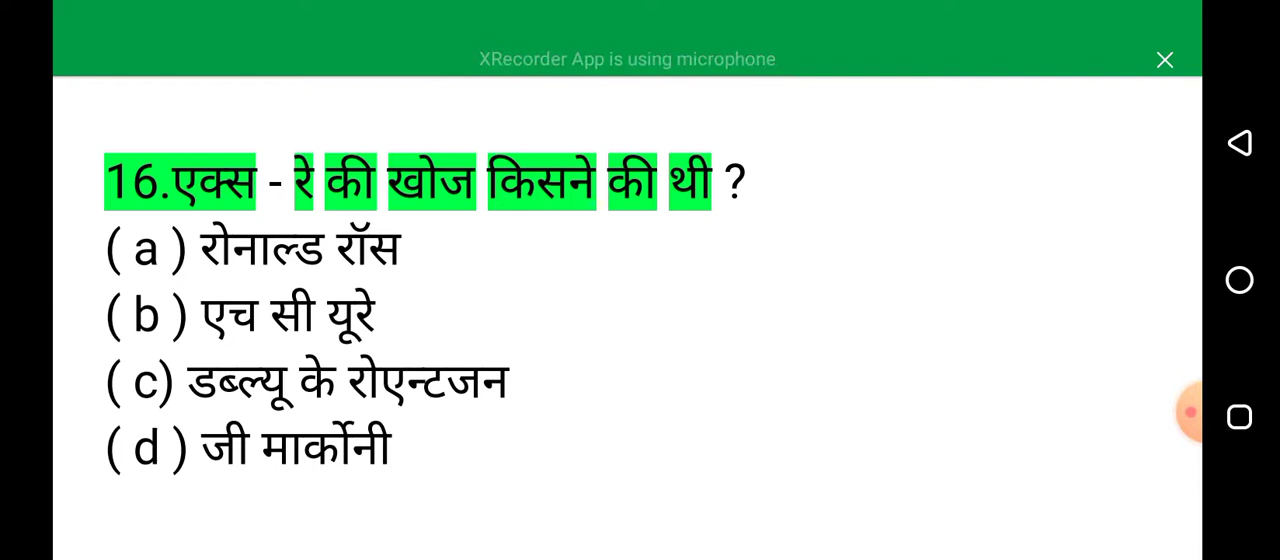 XRecorder App is using microphone
16.एक्स - रे की खोज किसने की थी ?
( a ) रोनाल्ड रॉस
( b ) एच सी यूरे
( c) डब्ल्यू के रोएन्टजन
( d ) जी मार्कोनी